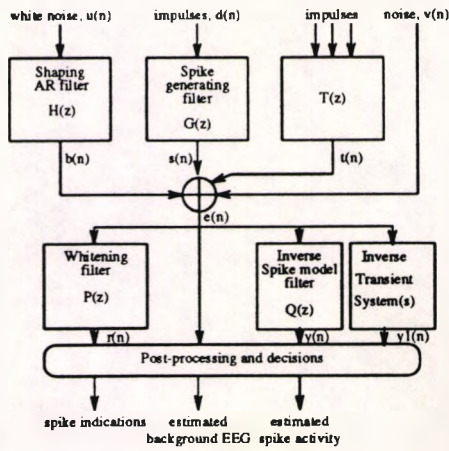 white noise, u(n)
impulses, d(n)
impulses
noise, v(n)
Shaping
AR filter
H(z)
Spike
generating
filter
G(z)
T(z)
b(n)
s(n)
t(n)
e(n)
Whitening
filter
P(z)
Inverse
Spike model
filter
Q(z)
Inverse
Transient
System(s)
r(n)
y(n)
y1(n)
Post-processing and decisions
spike indications
estimated
background EEG
estimated
spike activity